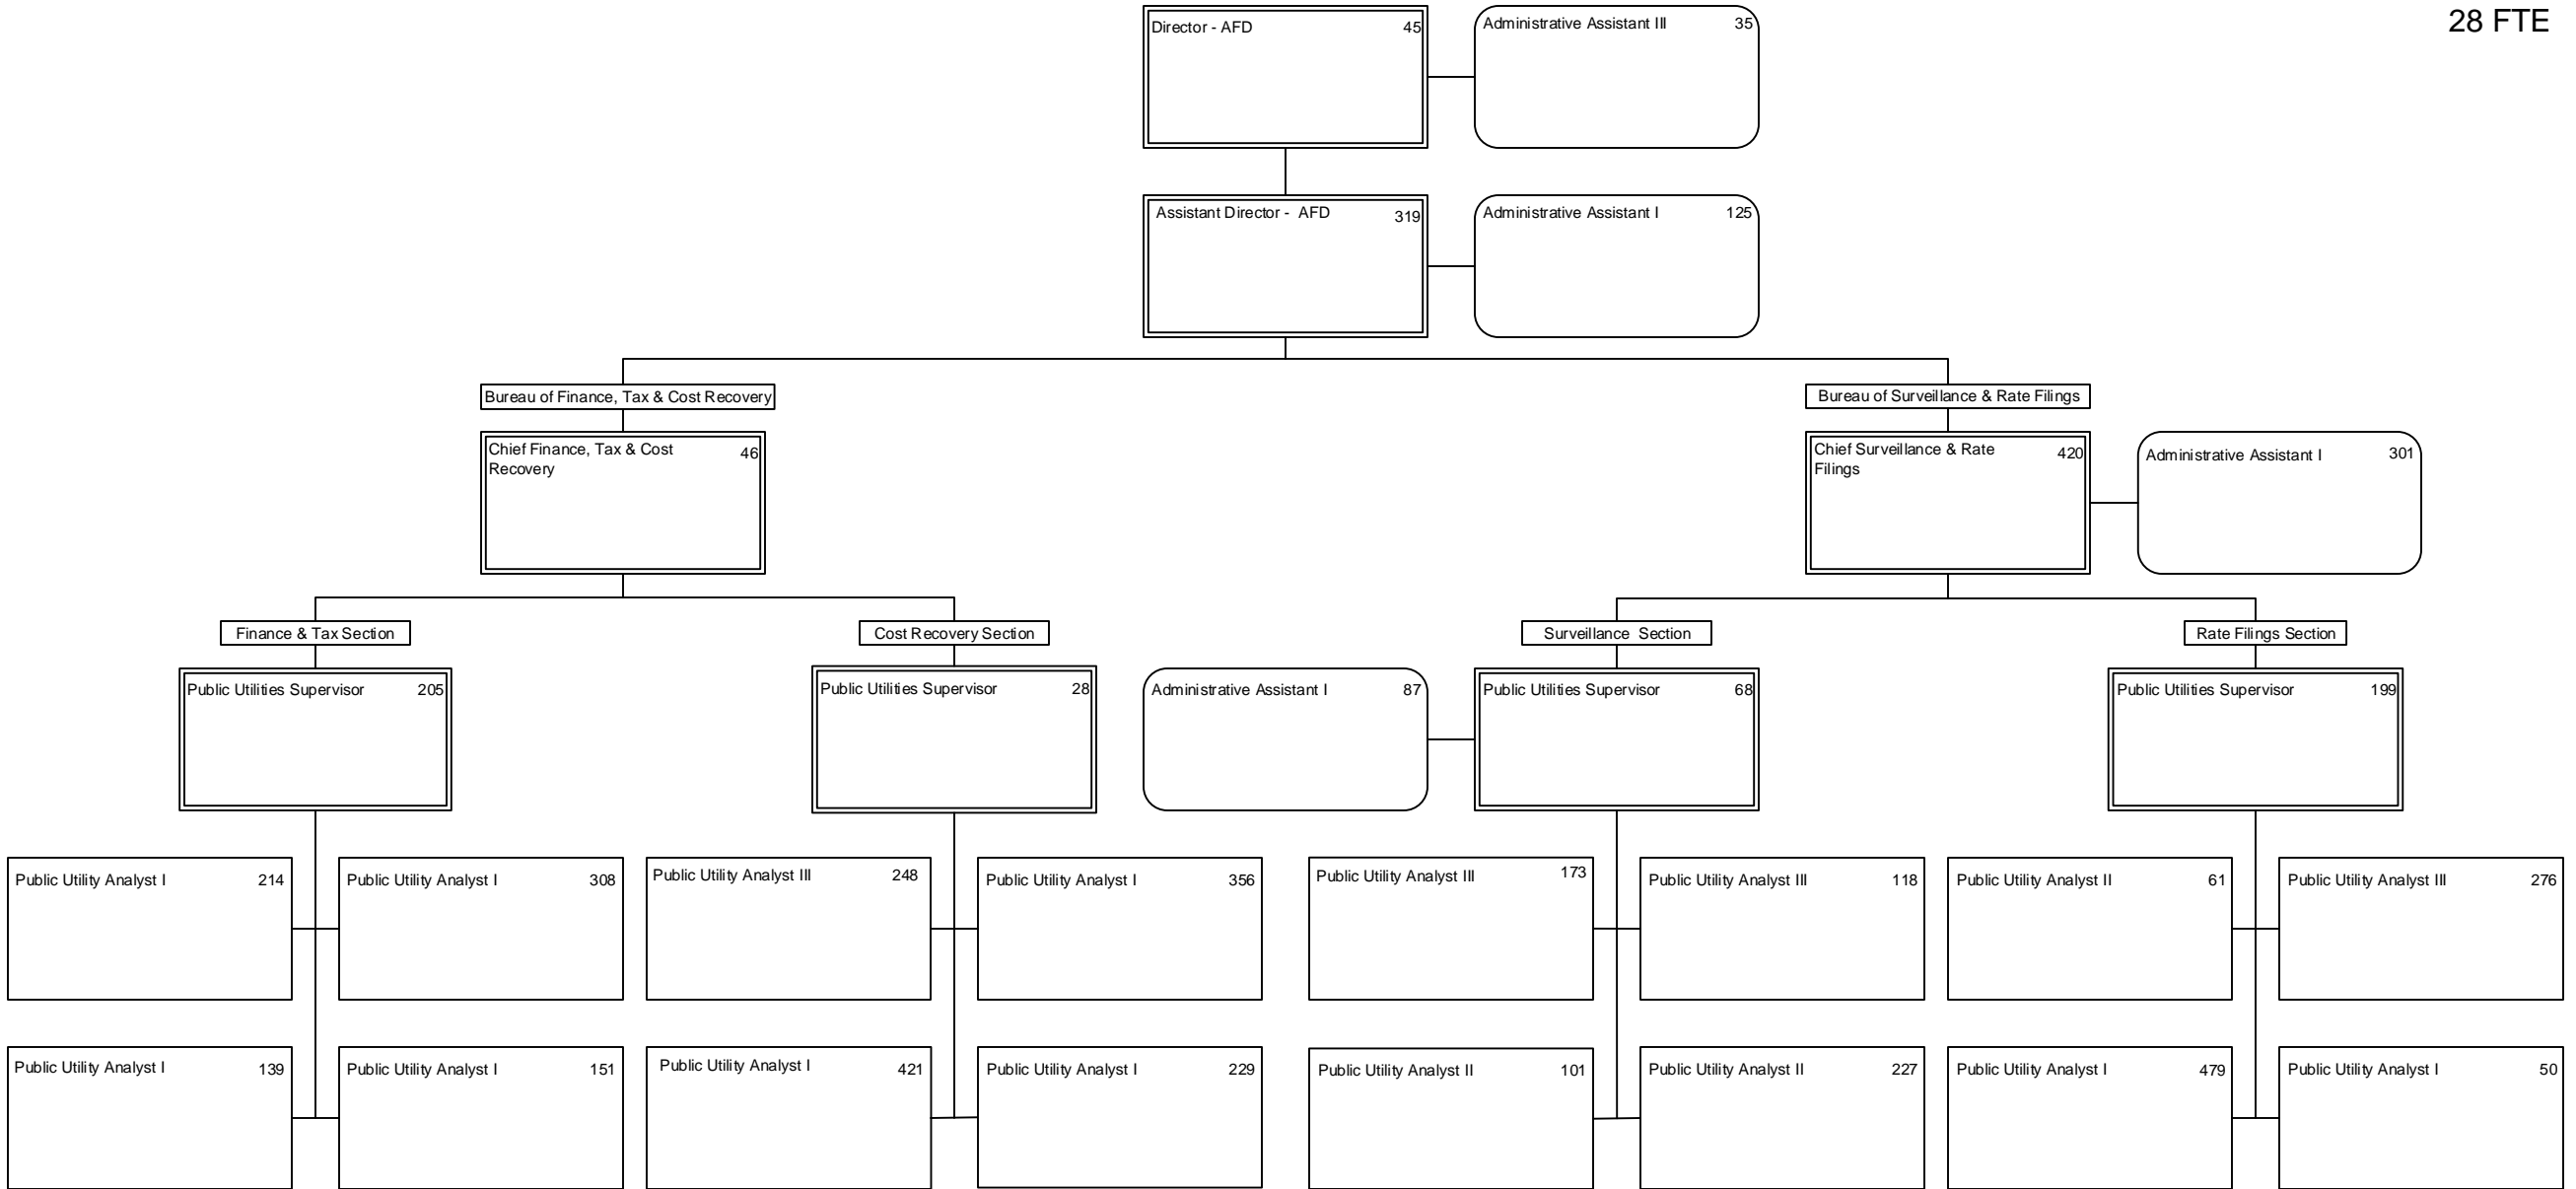 28 FTE
Director - AFD 45
Administrative Assistant III 35
Assistant Director - AFD 319
Administrative Assistant I 125
Bureau of Finance, Tax & Cost Recovery
Bureau of Surveillance & Rate Filings
Chief Finance, Tax & Cost 46
Recovery
Chief Surveillance & Rate 420
Filings
Administrative Assistant I 301
Finance & Tax Section
Cost Recovery Section
Surveillance Section
Rate Filings Section
Public Utilities Supervisor 205
Public Utilities Supervisor 28
Administrative Assistant I 87
Public Utilities Supervisor 68
Public Utilities Supervisor 199
Public Utility Analyst I 214
Public Utility Analyst I 308
Public Utility Analyst III 248
Public Utility Analyst I 356
Public Utility Analyst III 173
Public Utility Analyst III 118
Public Utility Analyst II 61
Public Utility Analyst III 276
Public Utility Analyst I 139
Public Utility Analyst I 151
Public Utility Analyst I 421
Public Utility Analyst I 229
Public Utility Analyst II 101
Public Utility Analyst II 227
Public Utility Analyst I 479
Public Utility Analyst I 50